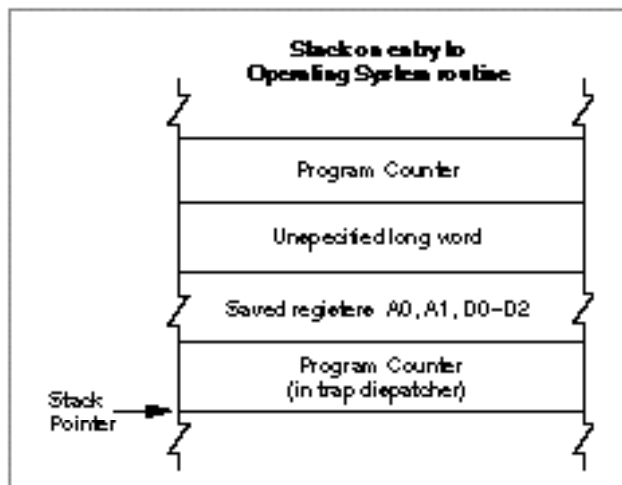 Stack on entry to
Operating System routine
Program Counter
Unspecified long word
Saved registers A0, A1, D0–D2
Program Counter
(in trap dispatcher)
Stack
Pointer